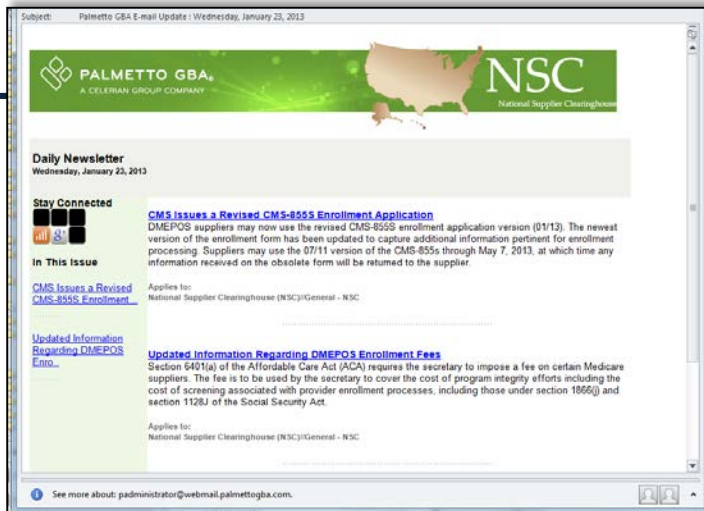 Subject: Palmetto GBA E-mail Update : Wednesday, January 23, 2013
PALMETTO GBA®
A CELERIAN GROUP COMPANY
NSC
National Supplier Clearinghouse
Daily Newsletter
Wednesday, January 23, 2013
Stay Connected
In This Issue
CMS Issues a Revised
CMS-855S Enrollment ...
Updated Information
Regarding DMEPOS
Enro..
CMS Issues a Revised CMS-855S Enrollment Application
DMEPOS suppliers may now use the revised CMS-855S enrollment application version (01/13). The newest
version of the enrollment form has been updated to capture additional information pertinent for enrollment
processing. Suppliers may use the 07/11 version of the CMS-855s through May 7, 2013, at which time any
information received on the obsolete form will be returned to the supplier.
Applies to:
National Supplier Clearinghouse (NSC)//General - NSC
Updated Information Regarding DMEPOS Enrollment Fees
Section 6401(a) of the Affordable Care Act (ACA) requires the secretary to impose a fee on certain Medicare
suppliers. The fee is to be used by the secretary to cover the cost of program integrity efforts including the
cost of screening associated with provider enrollment processes, including those under section 1866(j) and
section 1128J of the Social Security Act.
Applies to:
National Supplier Clearinghouse (NSC)//General - NSC
See more about: padministrator@webmail.palmettogba.com.